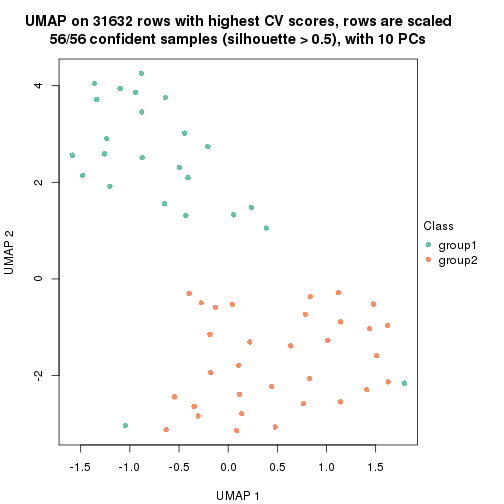 UMAP on 31632 rows with highest CV scores, rows are scaled
56/56 confident samples (silhouette > 0.5), with 10 PCs
4
2
0
-2
UMAP 2
-1.5 -1.0 -0.5 0.0 0.5 1.0 1.5
UMAP 1
Class
group1
group2